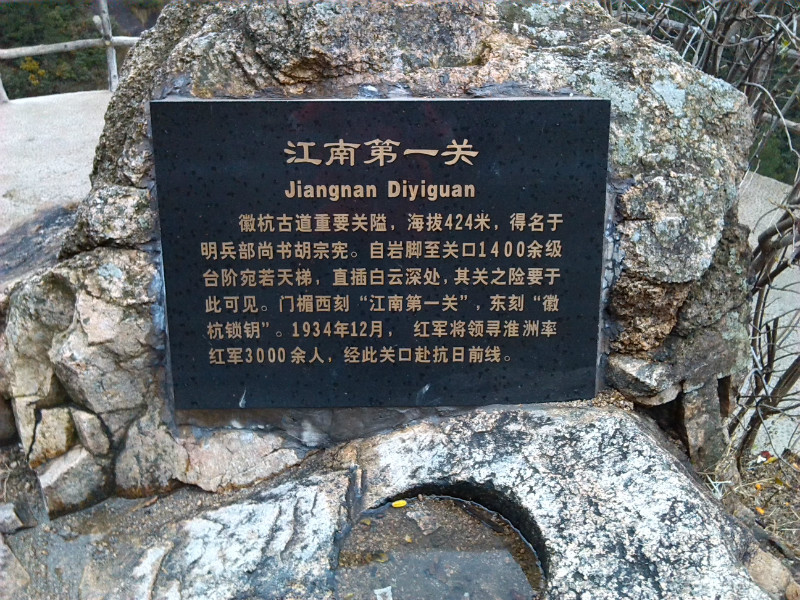 江南第一关
Jiangnan Diyiguan
徽杭古道重要关隘，海拔424米，得名于
明兵部尚书胡宗宪。自岩脚至关口1400余级
台阶宛若天梯，直插白云深处，其关之险要于
此可见。门楣西刻“江南第一关”，东刻“徽
杭锁钥”。1934年12月， 红军将领寻淮洲率
红军3000余人，经此关口赴抗日前线。